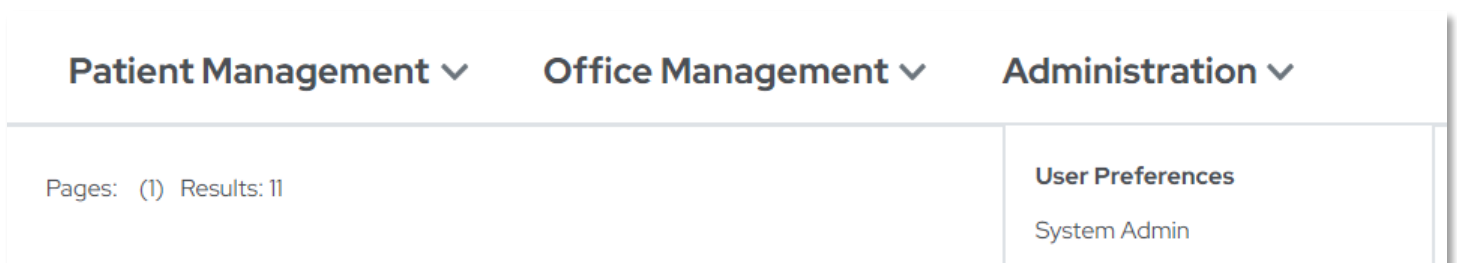 Patient Management Office Management Administration
Pages: (1) Results: 11
User Preferences
System Admin